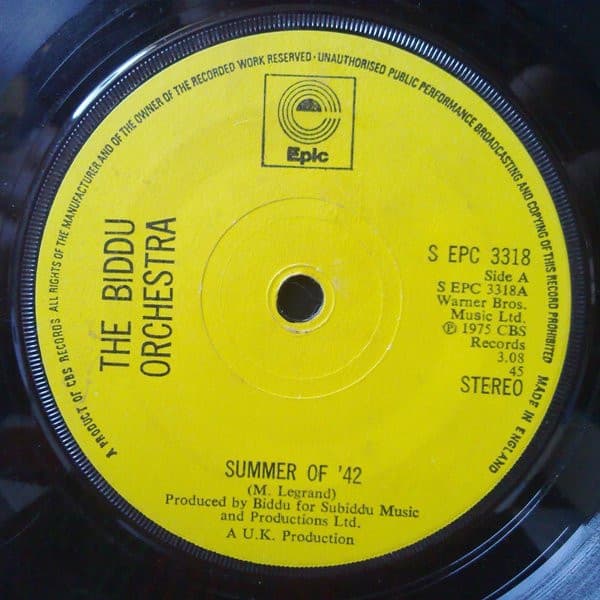 A PRODUCT OF CBS RECORDS ALL RIGHTS OF THE MANUFACTURER AND OF THE OWNER OF THE RECORDED WORK RESERVED · UNAUTHORISED PUBLIC PERFORMANCE BROADCASTING AND COPYING OF THIS RECORD PROHIBITED MADE IN ENGLAND
Epic
THE BIDDU
ORCHESTRA
S EPC 3318
Side A
S EPC 3318A
Warner Bros.
Music Ltd.
℗ 1975 CBS
Records
3.08
45
STEREO
SUMMER OF '42
(M. Legrand)
Produced by Biddu for Subiddu Music
and Productions Ltd.
A U.K. Production